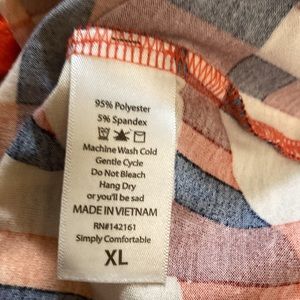 95% Polyester
5% Spandex
Machine Wash Cold
Gentle Cycle
Do Not Bleach
Hang Dry
or you'll be sad
MADE IN VIETNAM
RN#142161
Simply Comfortable
XL